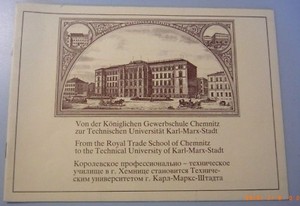 Von der Königlichen Gewerbschule Chemnitz
zur Technischen Universität Karl-Marx-Stadt
From the Royal Trade School of Chemnitz
to the Technical University of Karl-Marx-Stadt
Королевское профессионально – техническое
училище в г. Хемнице становится Техниче-
ским университетом г. Карл-Маркс-Штадта